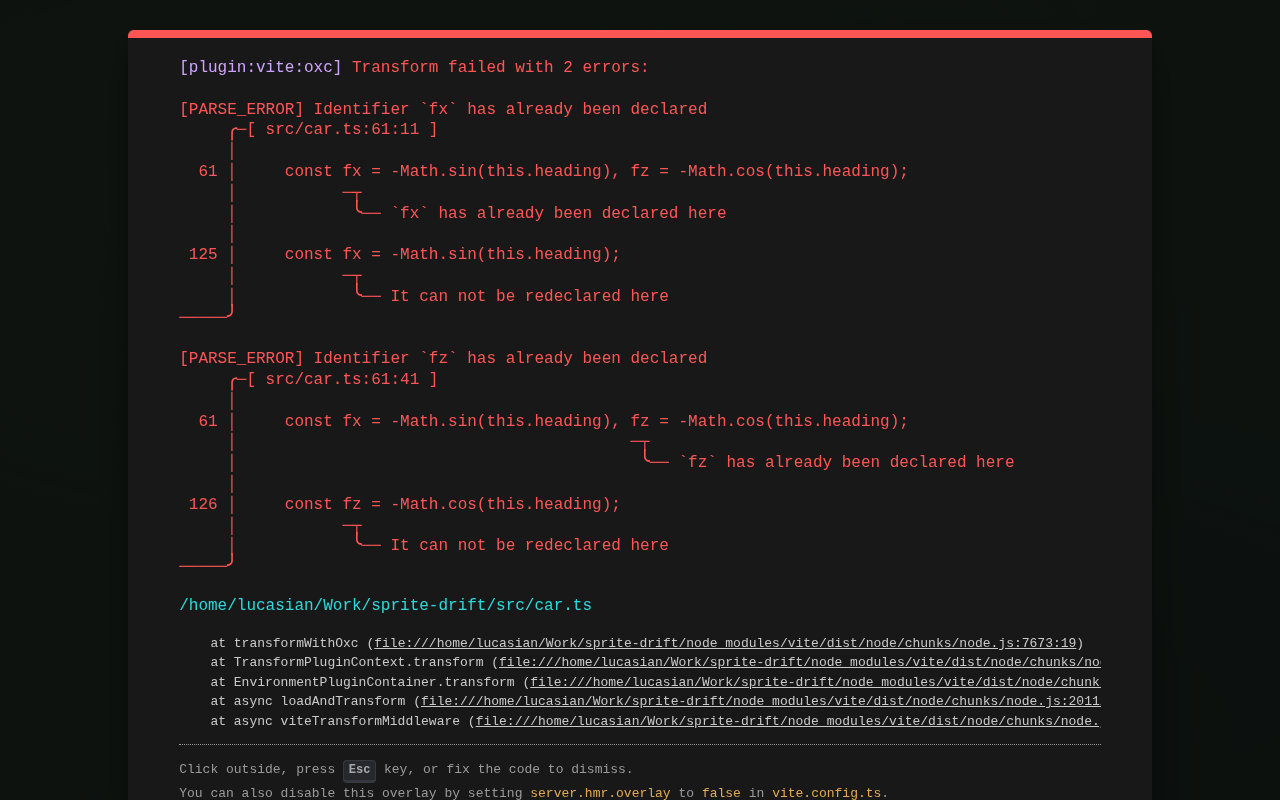 [plugin:vite:oxc] Transform failed with 2 errors:
[PARSE_ERROR] Identifier `fx` has already been declared
╭─[ src/car.ts:61:11 ]
61 │ const fx = -Math.sin(this.heading), fz = -Math.cos(this.heading);
`fx` has already been declared here
125 │ const fx = -Math.sin(this.heading);
It can not be redeclared here
[PARSE_ERROR] Identifier `fz` has already been declared
╭─[ src/car.ts:61:41 ]
61 │ const fx = -Math.sin(this.heading), fz = -Math.cos(this.heading);
`fz` has already been declared here
126 │ const fz = -Math.cos(this.heading);
It can not be redeclared here
/home/lucasian/Work/sprite-drift/src/car.ts
at transformWithOxc (file:///home/lucasian/Work/sprite-drift/node_modules/vite/dist/node/chunks/node.js:7673:19)
at TransformPluginContext.transform (file:///home/lucasian/Work/sprite-drift/node_modules/vite/dist/node/chunks/no
at EnvironmentPluginContainer.transform (file:///home/lucasian/Work/sprite-drift/node_modules/vite/dist/node/chunk
at async loadAndTransform (file:///home/lucasian/Work/sprite-drift/node_modules/vite/dist/node/chunks/node.js:2011
at async viteTransformMiddleware (file:///home/lucasian/Work/sprite-drift/node_modules/vite/dist/node/chunks/node.
Click outside, press Esc key, or fix the code to dismiss.
You can also disable this overlay by setting server.hmr.overlay to false in vite.config.ts.